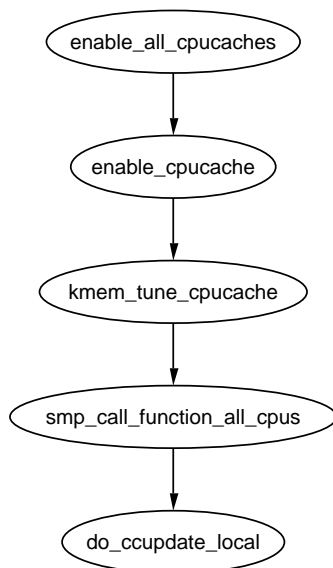 enable_all_cpucaches
enable_cpucache
kmem_tune_cpucache
smp_call_function_all_cpus
do_ccupdate_local